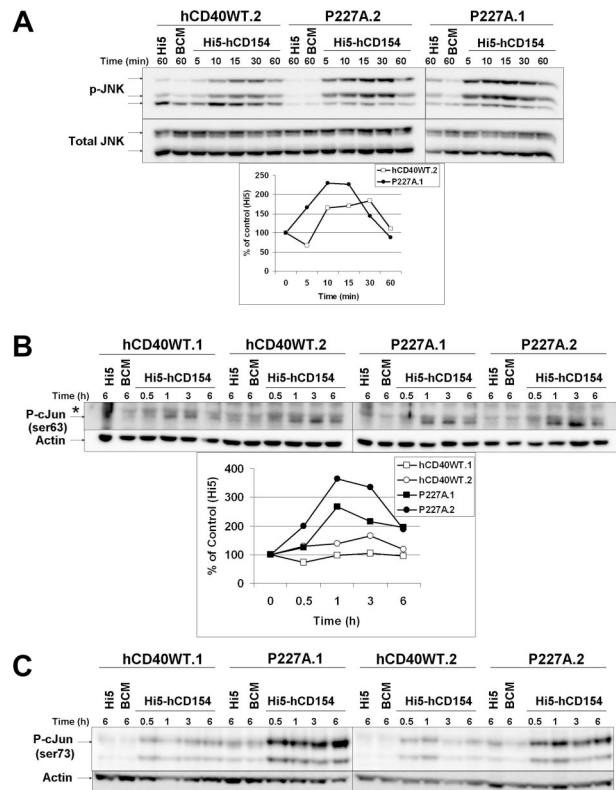 A
hCD40WT.2 P227A.2 P227A.1
Hi5 BCM Hi5-hCD154 Hi5 BCM Hi5-hCD154 Hi5 BCM Hi5-hCD154
Time (min) 60 60 5 10 15 30 60 60 60 5 10 15 30 60 60 60 5 10 15 30 60
p-JNK
Total JNK
% of control (Hi5)
250
200
150
100
50
0
hCD40WT.2
P227A.1
0 5 10 15 30 60
Time (min)
B
hCD40WT.1 hCD40WT.2 P227A.1 P227A.2
Hi5 BCM Hi5-hCD154 Hi5 BCM Hi5-hCD154 Hi5 BCM Hi5-hCD154 Hi5 BCM Hi5-hCD154
Time (h) 6 6 0.5 1 3 6 6 6 0.5 1 3 6 6 6 0.5 1 3 6 6 6 0.5 1 3 6
*
P-cJun
(ser63)
Actin
% of Control (Hi5)
400
300
200
100
0
hCD40WT.1
hCD40WT.2
P227A.1
P227A.2
0 0.5 1 3 6
Time (h)
C
hCD40WT.1 P227A.1 hCD40WT.2 P227A.2
Hi5 BCM Hi5-hCD154 Hi5 BCM Hi5-hCD154 Hi5 BCM Hi5-hCD154 Hi5 BCM Hi5-hCD154
Time (h) 6 6 0.5 1 3 6 6 6 0.5 1 3 6 6 6 0.5 1 3 6 6 6 0.5 1 3 6
P-cJun
(ser73)
Actin